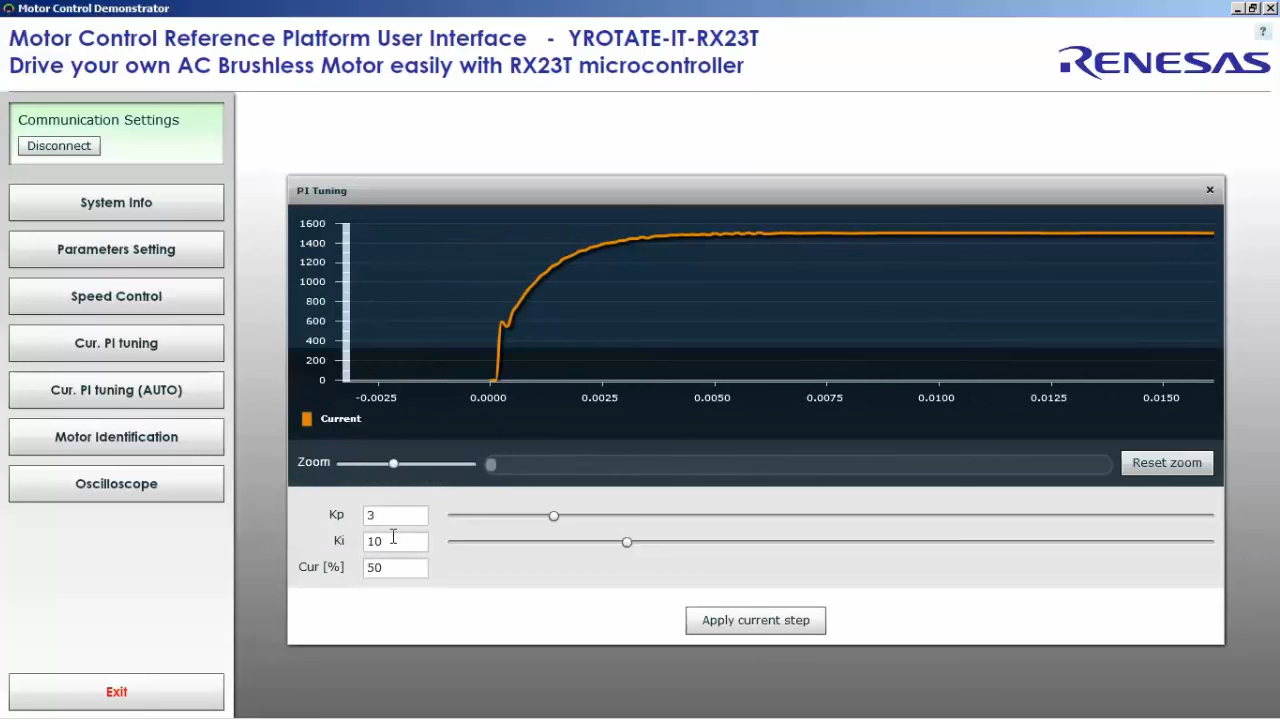 Motor Control Demonstrator
Motor Control Reference Platform User Interface - YROTATE-IT-RX23T
Drive your own AC Brushless Motor easily with RX23T microcontroller
?
RENESAS
Communication Settings
Disconnect
System Info
Parameters Setting
Speed Control
Cur. PI tuning
Cur. PI tuning (AUTO)
Motor Identification
Oscilloscope
Exit
PI Tuning
1600
1400
1200
1000
800
600
400
200
0
-0.0025 0.0000 0.0025 0.0050 0.0075 0.0100 0.0125 0.0150
Current
Zoom
Reset zoom
Kp 3
Ki 10
Cur [%] 50
Apply current step